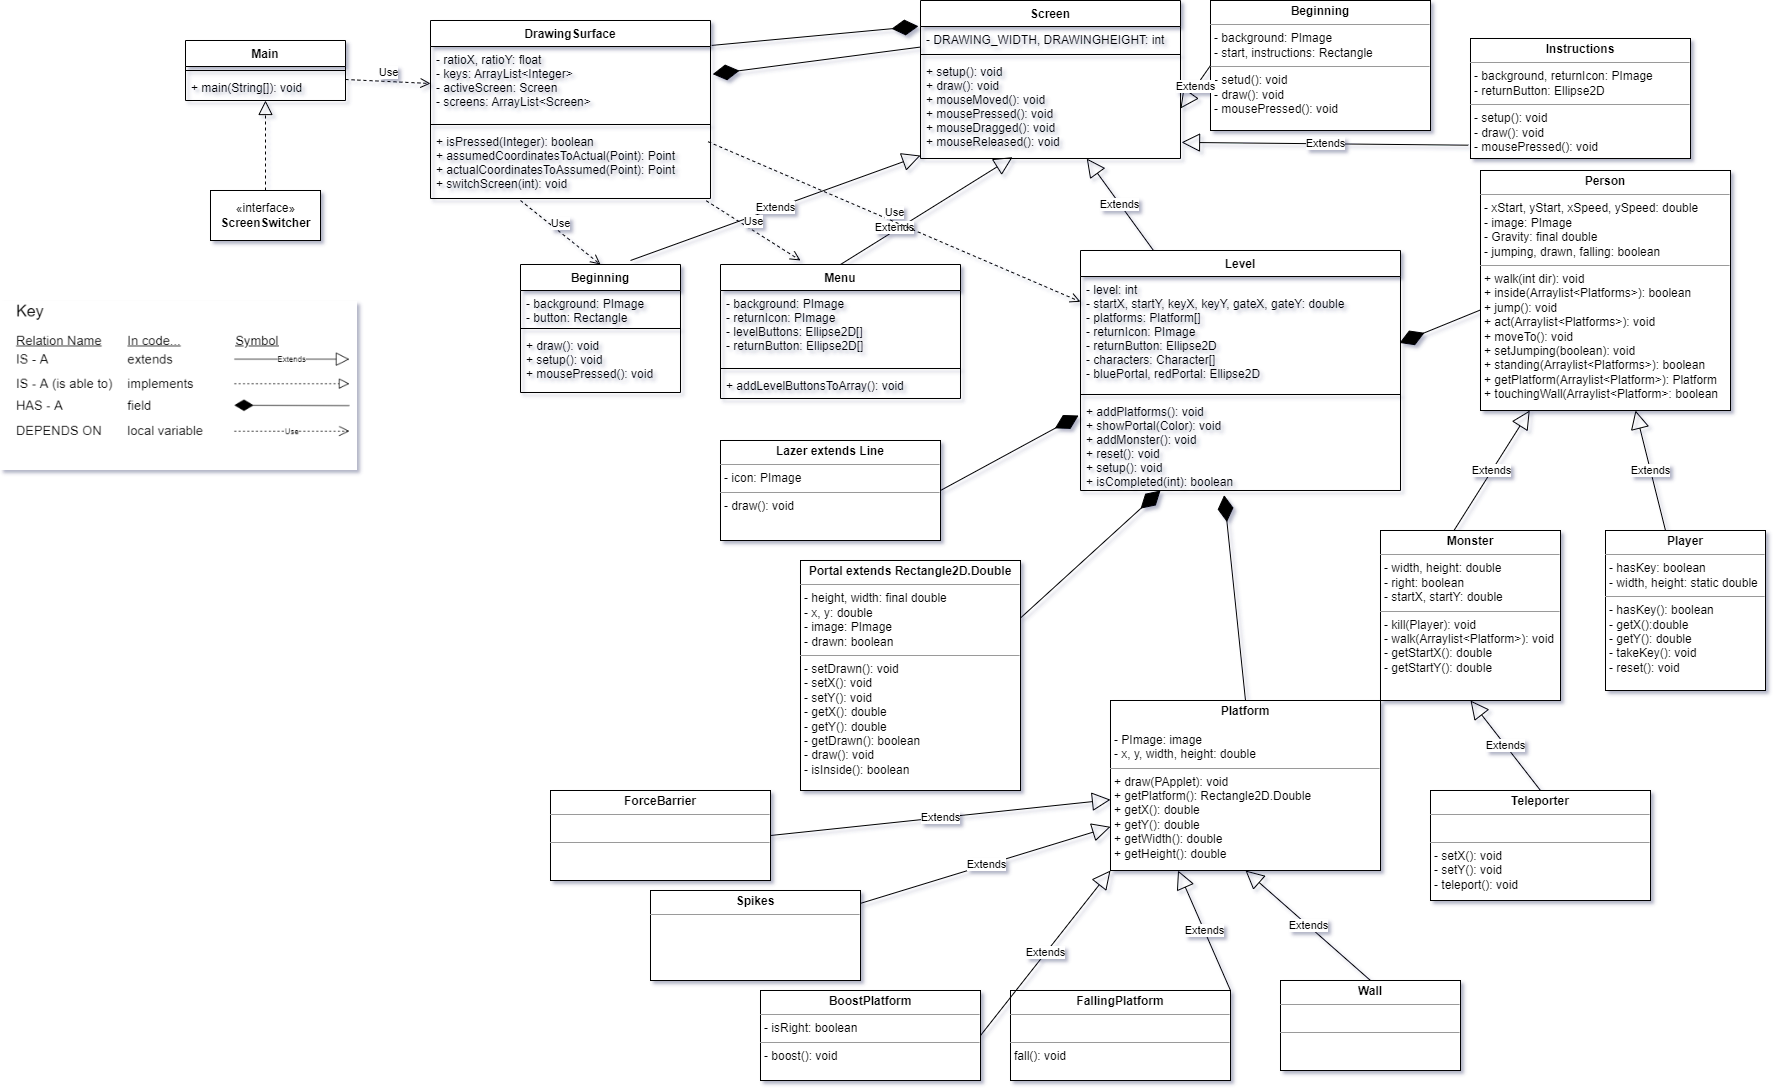 Main
+ main(String[]): void
«interface»
ScreenSwitcher
Use
DrawingSurface
- ratioX, ratioY: float
- keys: ArrayList<Integer>
- activeScreen: Screen
- screens: ArrayList<Screen>
+ isPressed(Integer): boolean
+ assumedCoordinatesToActual(Point): Point
+ actualCoordinatesToAssumed(Point): Point
+ switchScreen(int): void
Screen
- DRAWING_WIDTH, DRAWINGHEIGHT: int
+ setup(): void
+ draw(): void
+ mouseMoved(): void
+ mousePressed(): void
+ mouseDragged(): void
+ mouseReleased(): void
Extends
Beginning
- background: PImage
- start, instructions: Rectangle
- setud(): void
- draw(): void
- mousePressed(): void
Extends
Instructions
- background, returnIcon: PImage
- returnButton: Ellipse2D
- setup(): void
- draw(): void
- mousePressed(): void
Person
- xStart, yStart, xSpeed, ySpeed: double
- image: PImage
- Gravity: final double
- jumping, drawn, falling: boolean
+ walk(int dir): void
+ inside(Arraylist<Platforms>): boolean
+ jump(): void
+ act(Arraylist<Platforms>): void
+ moveTo(): void
+ setJumping(boolean): void
+ standing(Arraylist<Platforms>): boolean
+ getPlatform(Arraylist<Platform>): Platform
+ touchingWall(Arraylist<Platform>: boolean
Use
Extends
Use
Use
Extends
Extends
Beginning
- background: PImage
- button: Rectangle
+ draw(): void
+ setup(): void
+ mousePressed(): void
Menu
- background: PImage
- returnIcon: PImage
- levelButtons: Ellipse2D[]
- returnButton: Ellipse2D[]
+ addLevelButtonsToArray(): void
Level
- level: int
- startX, startY, keyX, keyY, gateX, gateY: double
- platforms: Platform[]
- returnIcon: PImage
- returnButton: Ellipse2D
- characters: Character[]
- bluePortal, redPortal: Ellipse2D
+ addPlatforms(): void
+ showPortal(Color): void
+ addMonster(): void
+ reset(): void
+ setup(): void
+ isCompleted(int): boolean
Key
Relation Name In code... Symbol
IS - A extends Extends
IS - A (is able to) implements
HAS - A field
DEPENDS ON local variable Use
Lazer extends Line
- icon: PImage
- draw(): void
Portal extends Rectangle2D.Double
- height, width: final double
- x, y: double
- image: PImage
- drawn: boolean
- setDrawn(): void
- setX(): void
- setY(): void
- getX(): double
- getY(): double
- getDrawn(): boolean
- draw(): void
- isInside(): boolean
Extends
Extends
Monster
- width, height: double
- right: boolean
- startX, startY: double
- kill(Player): void
- walk(Arraylist<Platform>): void
- getStartX(): double
- getStartY(): double
Player
- hasKey: boolean
- width, height: static double
- hasKey(): boolean
- getX():double
- getY(): double
- takeKey(): void
- reset(): void
Platform
- PImage: image
- x, y, width, height: double
+ draw(PApplet): void
+ getPlatform(): Rectangle2D.Double
+ getX(): double
+ getY(): double
+ getWidth(): double
+ getHeight(): double
Extends
Teleporter
- setX(): void
- setY(): void
- teleport(): void
ForceBarrier
Extends
Spikes
Extends
Extends
Extends
Extends
BoostPlatform
- isRight: boolean
- boost(): void
FallingPlatform
fall(): void
Wall